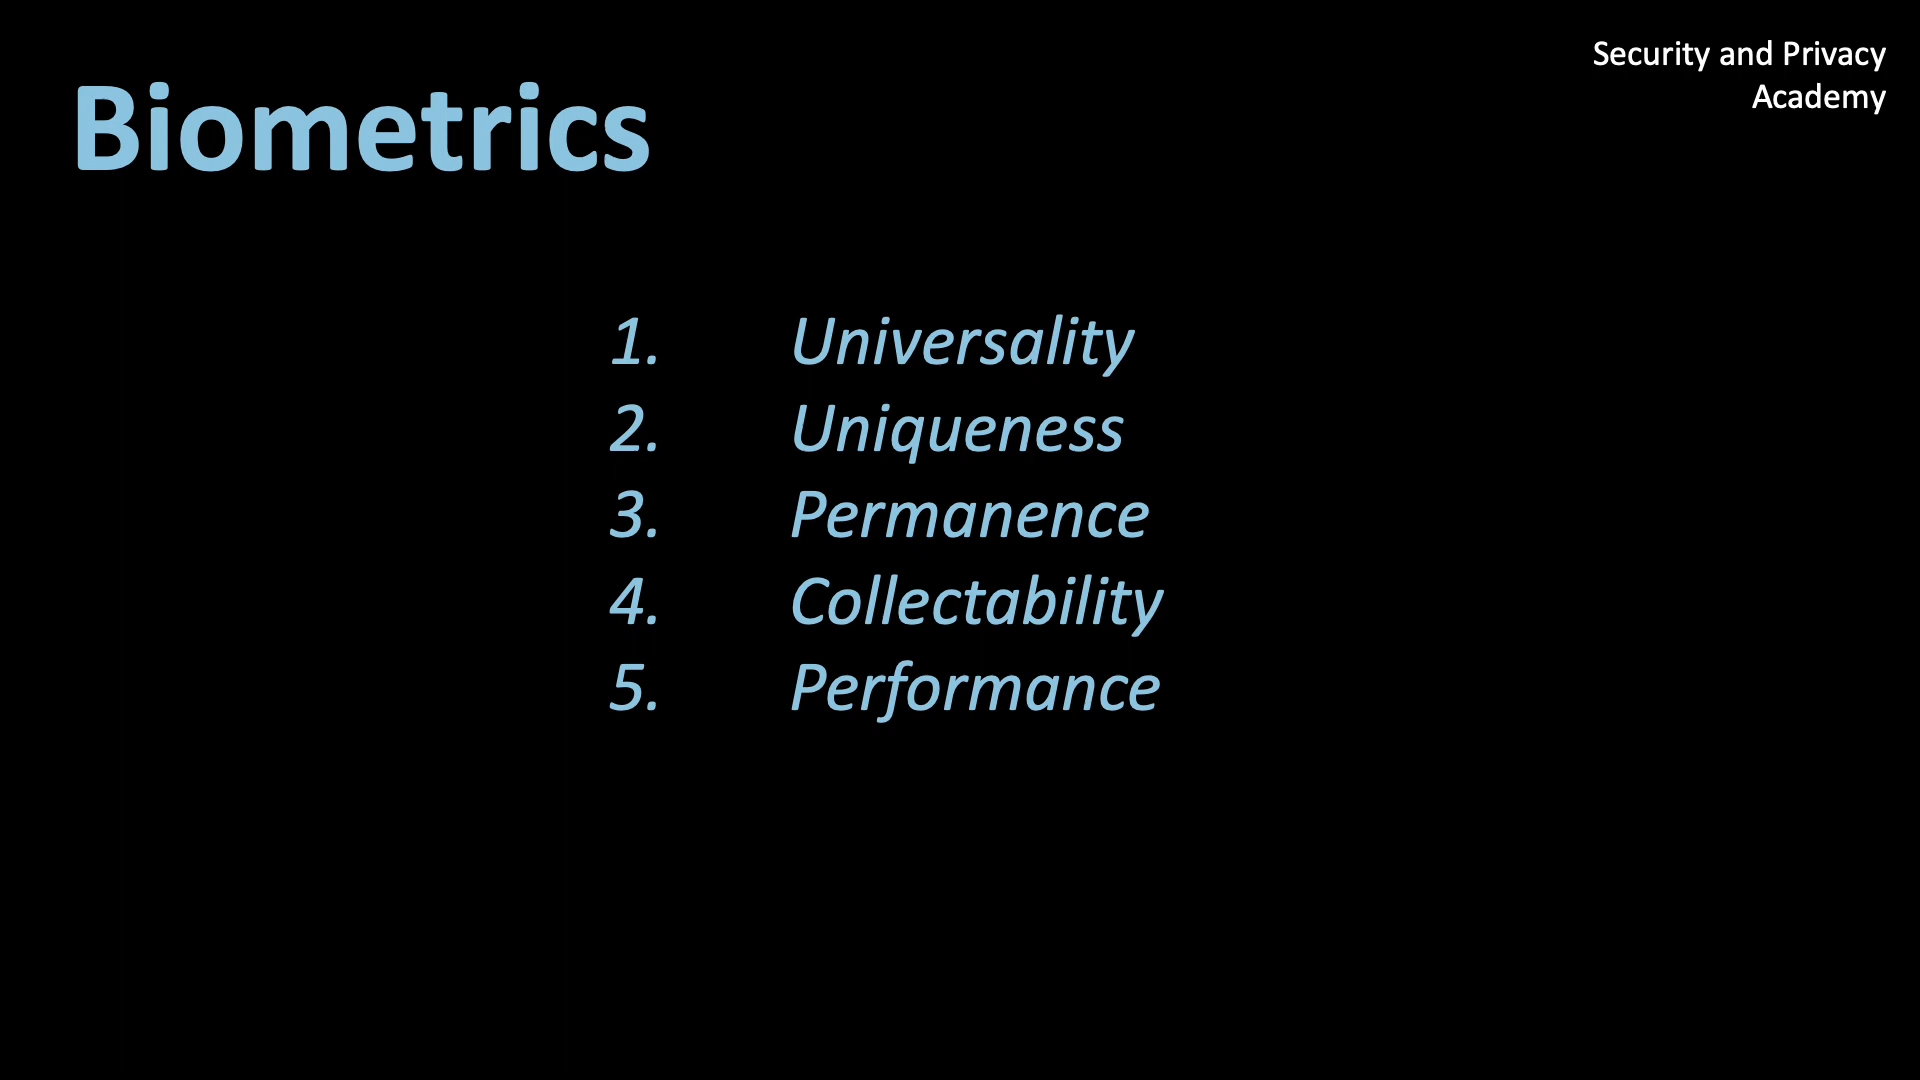 Security and Privacy
Academy
Biometrics
1. Universality
2. Uniqueness
3. Permanence
4. Collectability
5. Performance